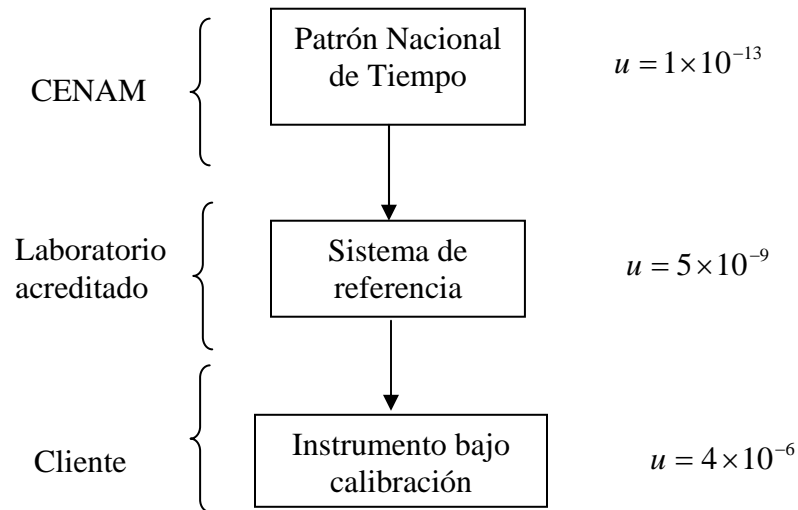 CENAM
Patrón Nacional
de Tiempo
u = 1×10⁻¹³
Laboratorio
acreditado
Sistema de
referencia
u = 5×10⁻⁹
Cliente
Instrumento bajo
calibración
u = 4×10⁻⁶